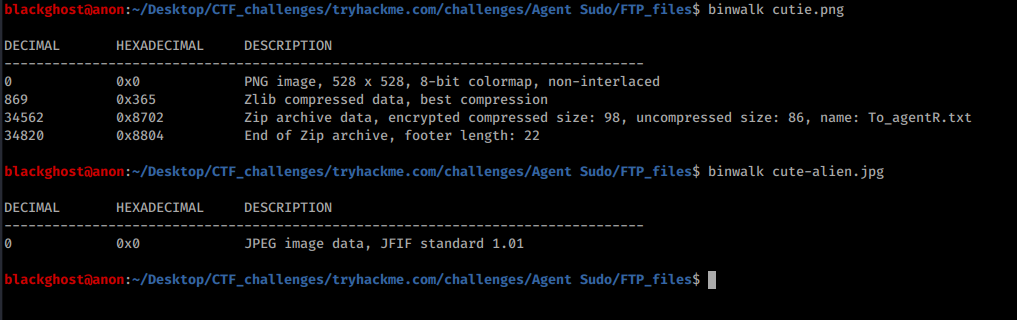 blackghost@anon:~/Desktop/CTF_challenges/tryhackme.com/challenges/Agent Sudo/FTP_files$ binwalk cutie.png
DECIMAL       HEXADECIMAL     DESCRIPTION
--------------------------------------------------------------------------------
0             0x0             PNG image, 528 x 528, 8-bit colormap, non-interlaced
869           0x365           Zlib compressed data, best compression
34562         0x8702          Zip archive data, encrypted compressed size: 98, uncompressed size: 86, name: To_agentR.txt
34820         0x8804          End of Zip archive, footer length: 22
blackghost@anon:~/Desktop/CTF_challenges/tryhackme.com/challenges/Agent Sudo/FTP_files$ binwalk cute-alien.jpg
DECIMAL       HEXADECIMAL     DESCRIPTION
--------------------------------------------------------------------------------
0             0x0             JPEG image data, JFIF standard 1.01
blackghost@anon:~/Desktop/CTF_challenges/tryhackme.com/challenges/Agent Sudo/FTP_files$